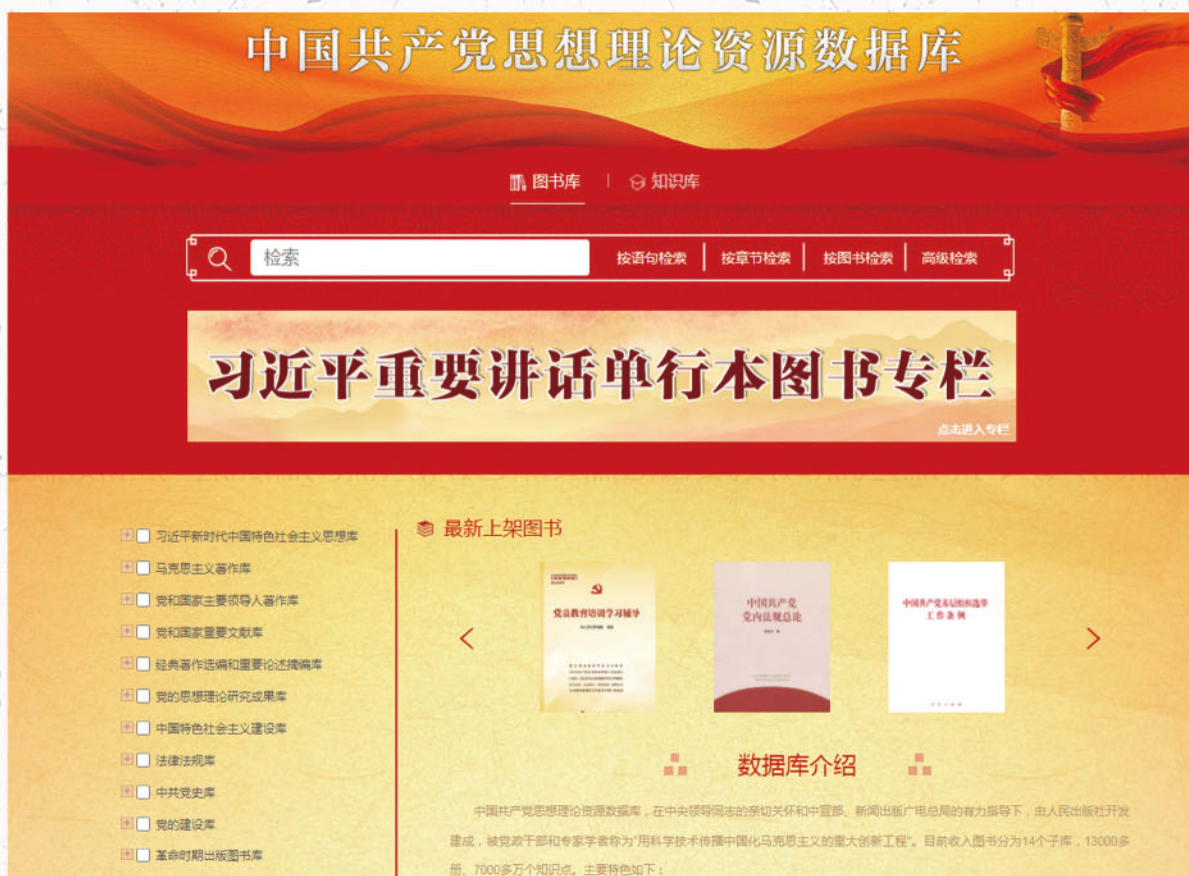 中国共产党思想理论资源数据库
图书库
知识库
检索
按语句检索
按章节检索
按图书检索
高级检索
习近平重要讲话单行本图书专栏
点击进入专栏
习近平新时代中国特色社会主义思想库
马克思主义著作库
党和国家主要领导人著作库
党和国家重要文献库
经典著作选编和重要论述摘编库
党的思想理论研究成果库
中国特色社会主义建设库
法律法规库
中共党史库
党的建设库
革命时期出版图书库
最新上架图书
党员教育培训学习辅导
中国共产党
党内法规总论
中国共产党基层组织选举
工作条例
数据库介绍
中国共产党思想理论资源数据库，在中央领导同志的亲切关怀和中宣部、新闻出版广电总局的有力指导下，由人民出版社开发
建成，被党政干部和专家学者称为“用科学技术传播中国化马克思主义的重大创新工程”。目前收入图书分为14个子库，13000多
册、7000多万个知识点。主要特色如下：